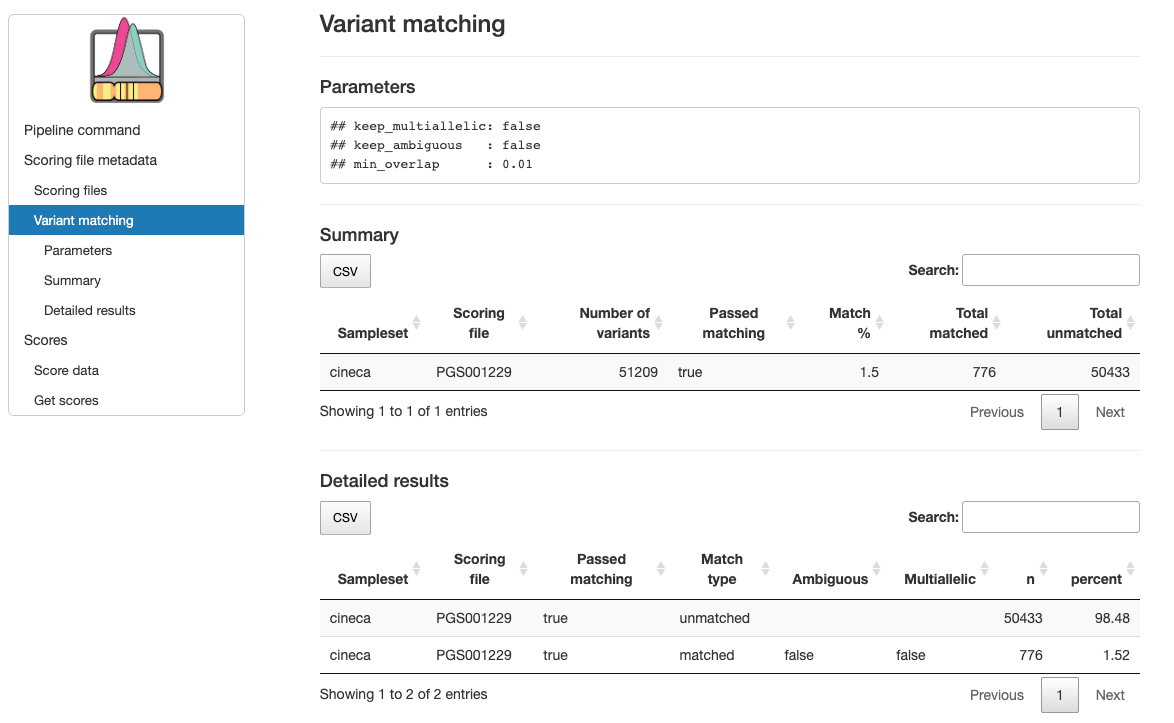 Pipeline command
Scoring file metadata
Scoring files
Variant matching
Parameters
Summary
Detailed results
Scores
Score data
Get scores
Variant matching
Parameters
## keep_multiallelic: false
## keep_ambiguous   : false
## min_overlap      : 0.01
Summary
CSV
Search:
Sampleset Scoring file Number of variants Passed matching Match % Total matched Total unmatched
cineca PGS001229 51209 true 1.5 776 50433
Showing 1 to 1 of 1 entries
Previous 1 Next
Detailed results
CSV
Search:
Sampleset Scoring file Passed matching Match type Ambiguous Multiallelic n percent
cineca PGS001229 true unmatched 50433 98.48
cineca PGS001229 true matched false false 776 1.52
Showing 1 to 2 of 2 entries
Previous 1 Next